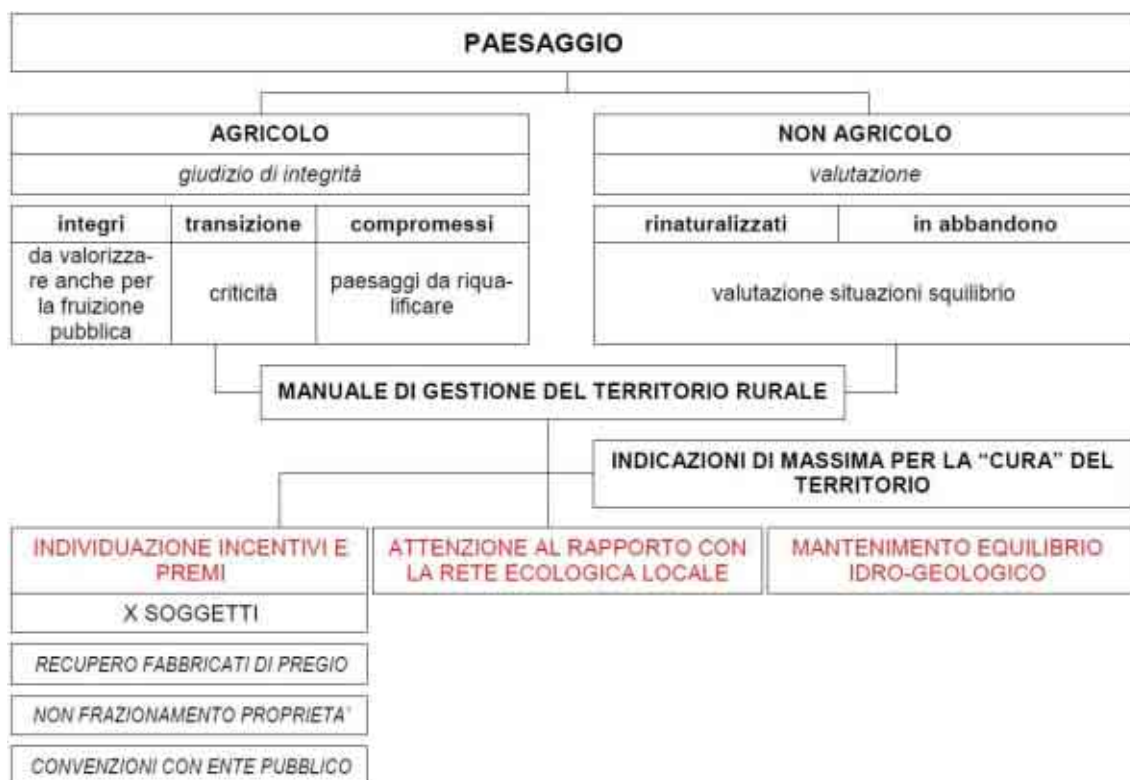 PAESAGGIO
AGRICOLO
NON AGRICOLO
giudizio di integrità
valutazione
integri
transizione
compromessi
rinaturalizzati
in abbandono
da valorizza-
re anche per
la fruizione
pubblica
criticità
paesaggi da riqua-
lificare
valutazione situazioni squilibrio
MANUALE DI GESTIONE DEL TERRITORIO RURALE
INDICAZIONI DI MASSIMA PER LA “CURA” DEL
TERRITORIO
INDIVIDUAZIONE INCENTIVI E
PREMI
ATTENZIONE AL RAPPORTO CON
LA RETE ECOLOGICA LOCALE
MANTENIMENTO EQUILIBRIO
IDRO-GEOLOGICO
X SOGGETTI
RECUPERO FABBRICATI DI PREGIO
NON FRAZIONAMENTO PROPRIETA'
CONVENZIONI CON ENTE PUBBLICO